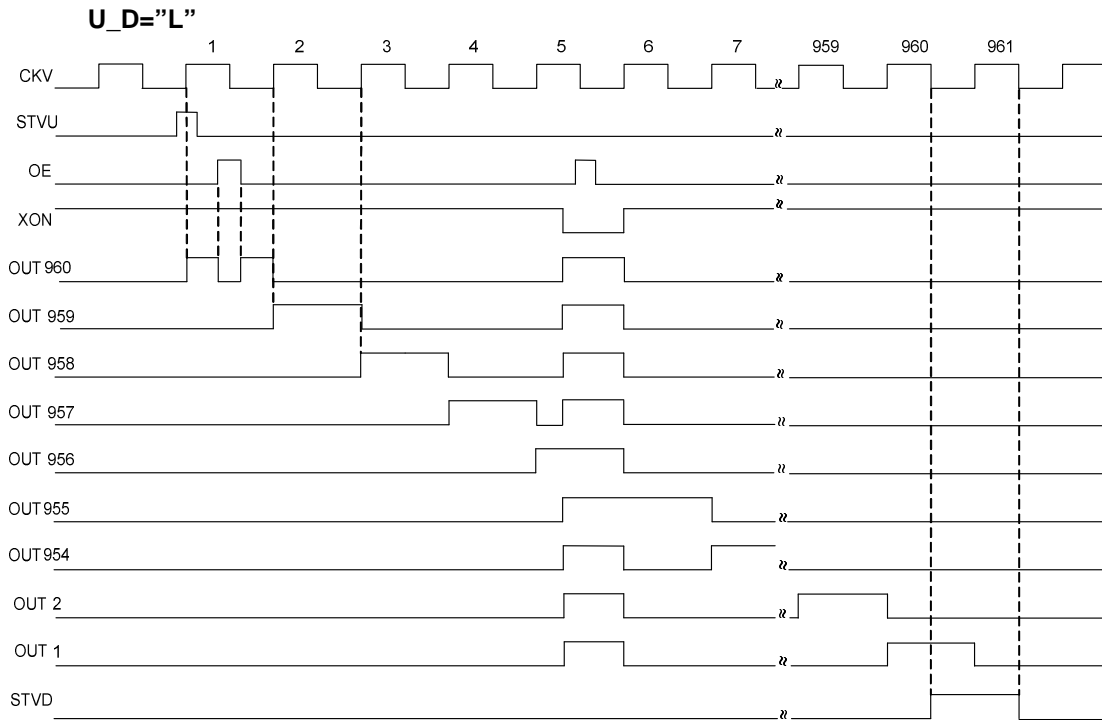 U_D=”L”
1 2 3 4 5 6 7 959 960 961
CKV
STVU
OE
XON
OUT 960
OUT 959
OUT 958
OUT 957
OUT 956
OUT 955
OUT 954
OUT 2
OUT 1
STVD